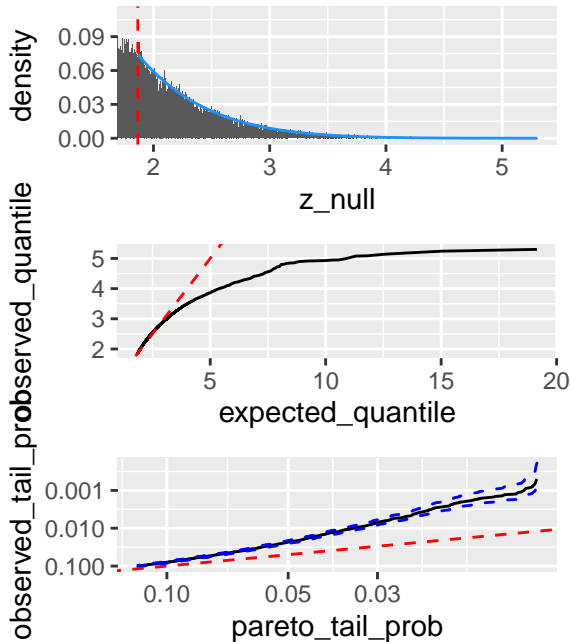 density
0.09
0.06
0.03
0.00
2 3 4 5
z_null
observed_quantile
5
4
3
2
5 10 15 20
expected_quantile
observed_tail_prob
0.001
0.010
0.100
0.10 0.05 0.03
pareto_tail_prob